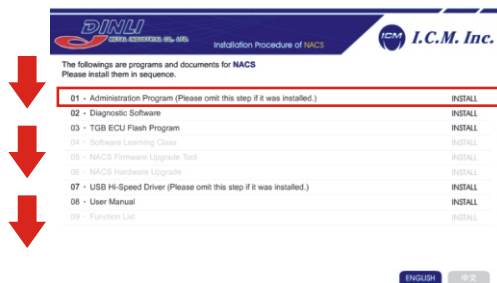 DINLI
METAL INDUSTRIAL CO., LTD.
Installation Procedure of NACS
ICM I.C.M. Inc.
The followings are programs and documents for NACS
Please install them in sequence.
01 - Administration Program (Please omit this step if it was installed.) INSTALL
02 - Diagnostic Software INSTALL
03 - TGB ECU Flash Program INSTALL
04 - Software Learning Class INSTALL
05 - NACS Firmware Upgrade Tool INSTALL
06 - NACS Hardware Upgrade INSTALL
07 - USB Hi-Speed Driver (Please omit this step if it was installed.) INSTALL
08 - User Manual INSTALL
09 - Function List INSTALL
ENGLISH 中文